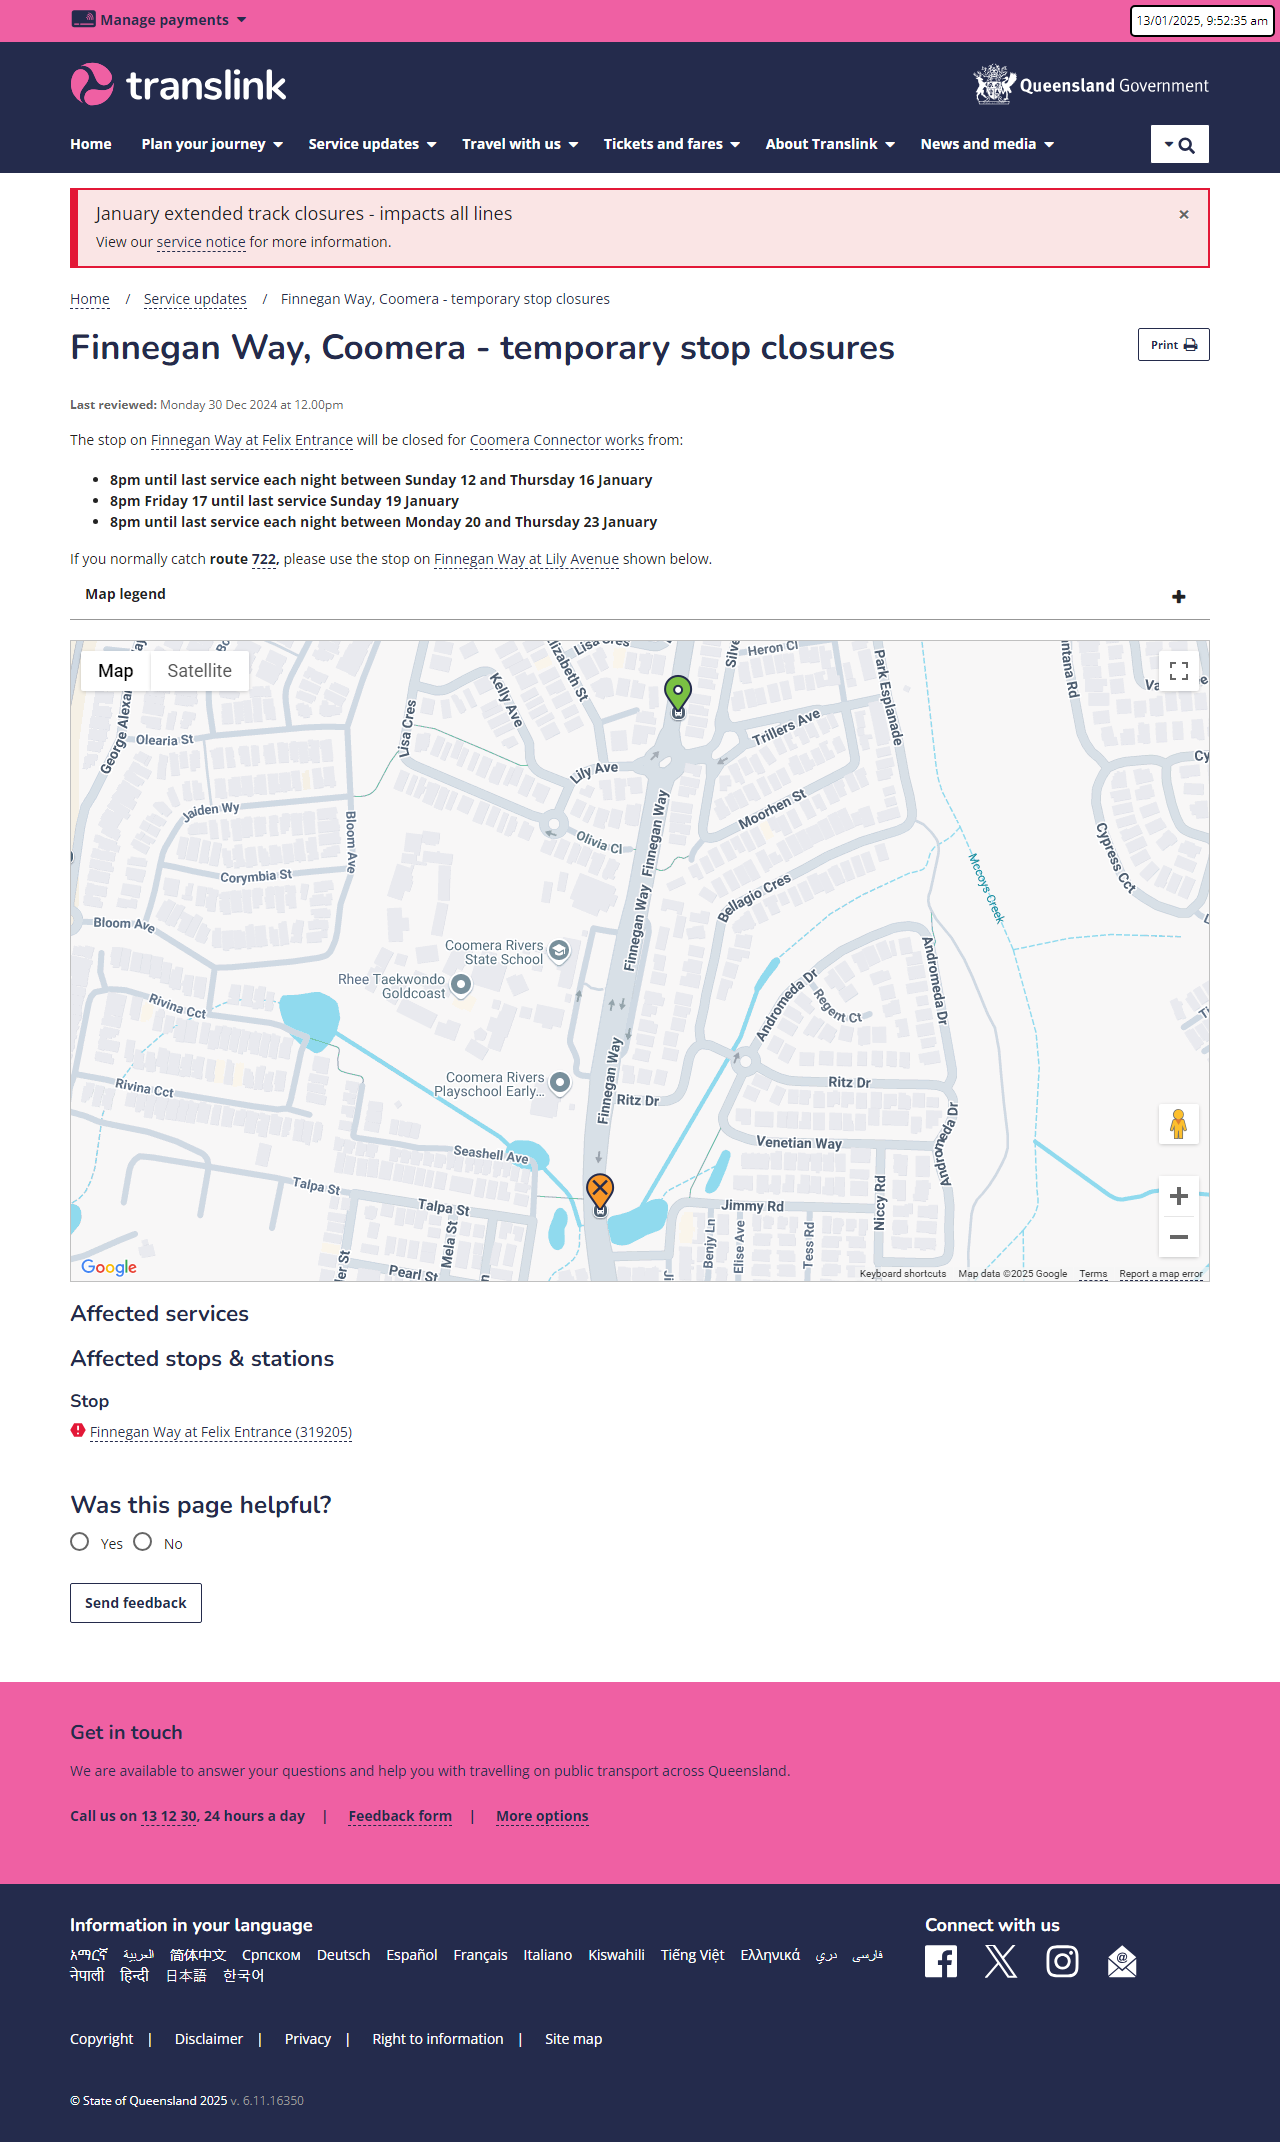 Manage payments
13/01/2025, 9:52:35 am
translink
Queensland Government
Home
Plan your journey
Service updates
Travel with us
Tickets and fares
About Translink
News and media
January extended track closures - impacts all lines
×
View our service notice for more information.
Home / Service updates / Finnegan Way, Coomera - temporary stop closures
Finnegan Way, Coomera - temporary stop closures
Print
Last reviewed: Monday 30 Dec 2024 at 12.00pm
The stop on Finnegan Way at Felix Entrance will be closed for Coomera Connector works from:
• 8pm until last service each night between Sunday 12 and Thursday 16 January
• 8pm Friday 17 until last service Sunday 19 January
• 8pm until last service each night between Monday 20 and Thursday 23 January
If you normally catch route 722, please use the stop on Finnegan Way at Lily Avenue shown below.
Map legend
Map
Satellite
Lisa Cres
Elizabeth St
Heron Cl
Kelly Ave
Park Esplanade
Lisa Cres
Olearia St
Trillers Ave
Lily Ave
Jaiden Wy
Bloom Ave
Moorhen St
Finnegan Way
Olivia Cl
Cypress Cct
Corymbia St
Mccoys Creek
Bellagio Cres
Bloom Ave
Finnegan Way
Coomera Rivers
State School
Rhee Taekwondo
Goldcoast
Andromeda Dr
Andromeda Dr
Regent Ct
Rivina Cct
Finnegan Way
Coomera Rivers
Playschool Early...
Rivina Cct
Ritz Dr
Ritz Dr
Venetian Way
Andromeda Dr
Seashell Ave
Talpa St
Talpa St
Jimmy Rd
Niccy Rd
Mela St
Benjy Ln
Elise Ave
Tess Rd
Pearl St
Google
Keyboard shortcuts
Map data ©2025 Google
Terms
Report a map error
Affected services
Affected stops & stations
Stop
Finnegan Way at Felix Entrance (319205)
Was this page helpful?
Yes
No
Send feedback
Get in touch
We are available to answer your questions and help you with travelling on public transport across Queensland.
Call us on 13 12 30, 24 hours a day | Feedback form | More options
Information in your language
Connect with us
አማርኛ العربية 简体中文 Српском Deutsch Español Français Italiano Kiswahili Tiếng Việt Ελληνικά دري فارسی
नेपाली हिन्दी 日本語 한국어
Copyright | Disclaimer | Privacy | Right to information | Site map
© State of Queensland 2025 v. 6.11.16350